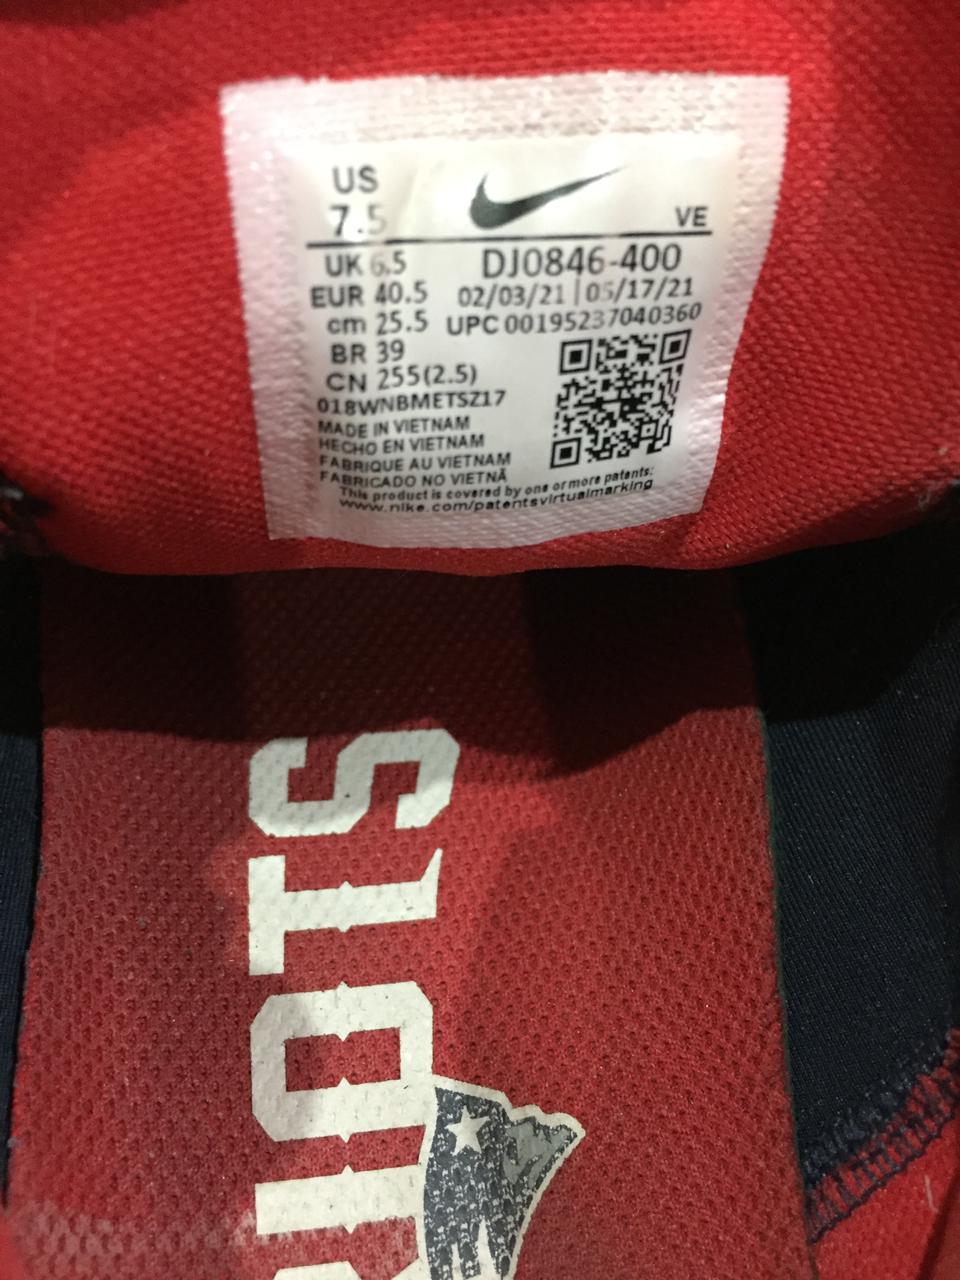 US
7.5
VE
UK 6.5
DJ0846-400
EUR 40.5
02/03/21 | 05/17/21
cm 25.5
UPC 00195237040360
BR 39
CN 255(2.5)
018WNBMETSZ17
MADE IN VIETNAM
HECHO EN VIETNAM
FABRIQUE AU VIETNAM
FABRICADO NO VIETNÃ
This product is covered by one or more patents:
www.nike.com/patentsvirtualmarking
RIOTS